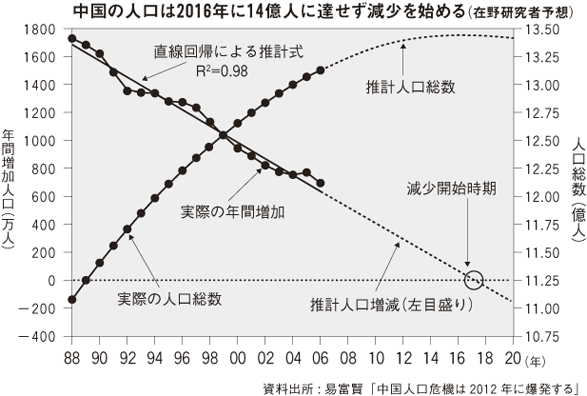 中国の人口は2016年に14億人に達せず減少を始める(在野研究者予想)
1800
1600
1400
1200
1000
800
600
400
200
0
−200
−400
年間増加人口(万人)
13.50
13.25
13.00
12.75
12.50
12.25
12.00
11.75
11.50
11.25
11.00
10.75
人口総数(億人)
直線回帰による推計式
R²=0.98
推計人口総数
実際の年間増加
減少開始時期
実際の人口総数
推計人口増減(左目盛り)
88 90 92 94 96 98 00 02 04 06 08 10 12 14 16 18 20 (年)
資料出所:易富賢「中国人口危機は2012年に爆発する」